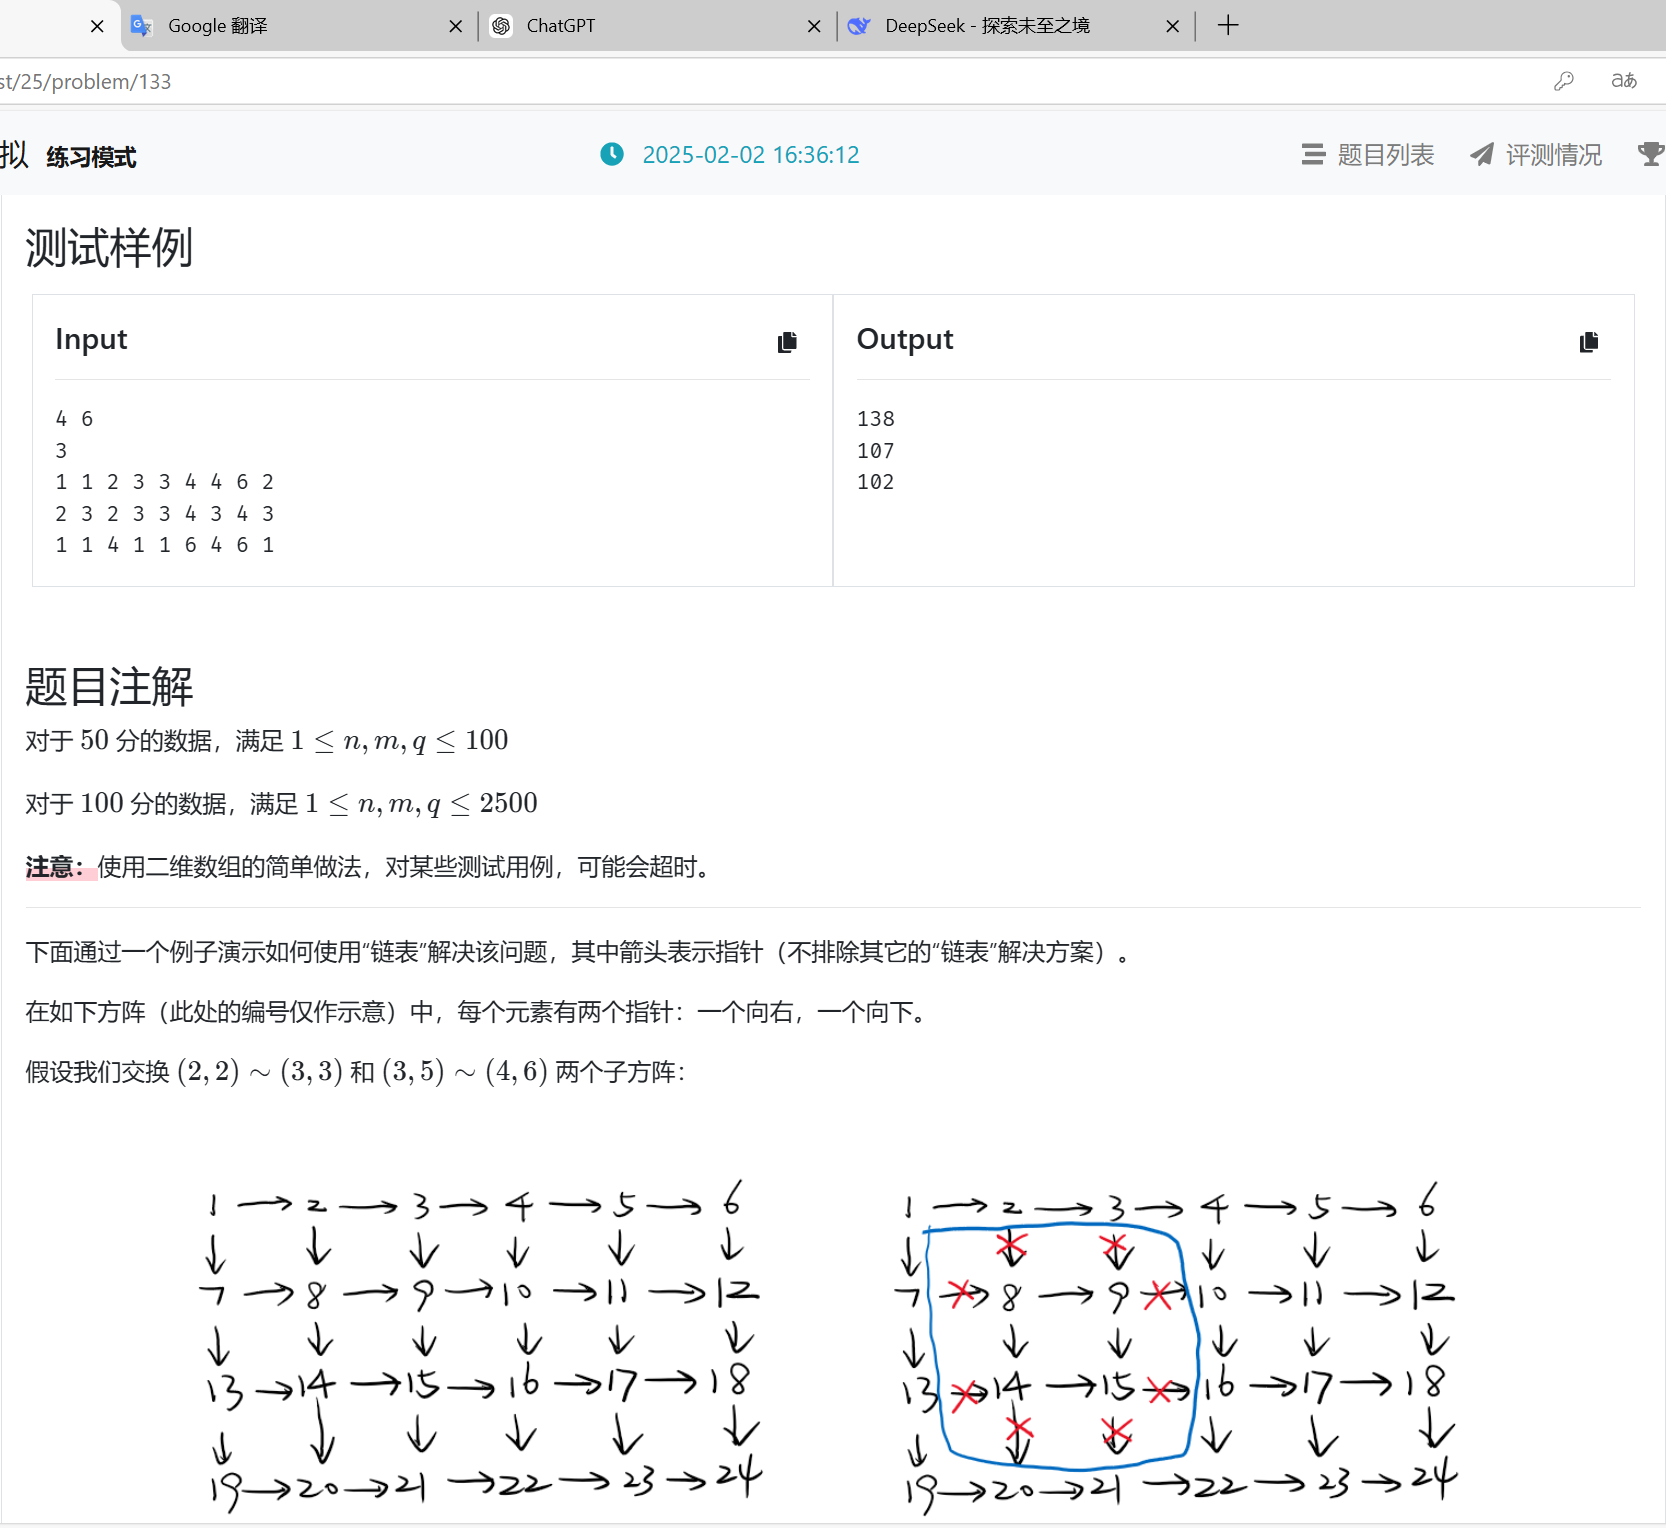 Google 翻译
ChatGPT
DeepSeek - 探索未至之境
st/25/problem/133
aあ
拟 练习模式
2025-02-02 16:36:12
题目列表
评测情况
测试样例
Input
Output
4 6
3
1 1 2 3 3 4 4 6 2
2 3 2 3 3 4 3 4 3
1 1 4 1 1 6 4 6 1
138
107
102
题目注解
对于 50 分的数据，满足 1 ≤ n, m, q ≤ 100
对于 100 分的数据，满足 1 ≤ n, m, q ≤ 2500
注意：使用二维数组的简单做法，对某些测试用例，可能会超时。
下面通过一个例子演示如何使用“链表”解决该问题，其中箭头表示指针（不排除其它的“链表”解决方案）。
在如下方阵（此处的编号仅作示意）中，每个元素有两个指针：一个向右，一个向下。
假设我们交换 (2, 2) ∼ (3, 3) 和 (3, 5) ∼ (4, 6) 两个子方阵：
1 → 2 → 3 → 4 → 5 → 6
↓ ↓ ↓ ↓ ↓ ↓
7 → 8 → 9 → 10 → 11 → 12
↓ ↓ ↓ ↓ ↓ ↓
13 → 14 → 15 → 16 → 17 → 18
↓ ↓ ↓ ↓ ↓ ↓
19 → 20 → 21 → 22 → 23 → 24
1 → 2 → 3 → 4 → 5 → 6
↓ ↓ ↓ ↓ ↓ ↓
7 → 8 → 9 → 10 → 11 → 12
↓ ↓ ↓ ↓ ↓ ↓
13 → 14 → 15 → 16 → 17 → 18
↓ ↓ ↓ ↓ ↓ ↓
19 → 20 → 21 → 22 → 23 → 24